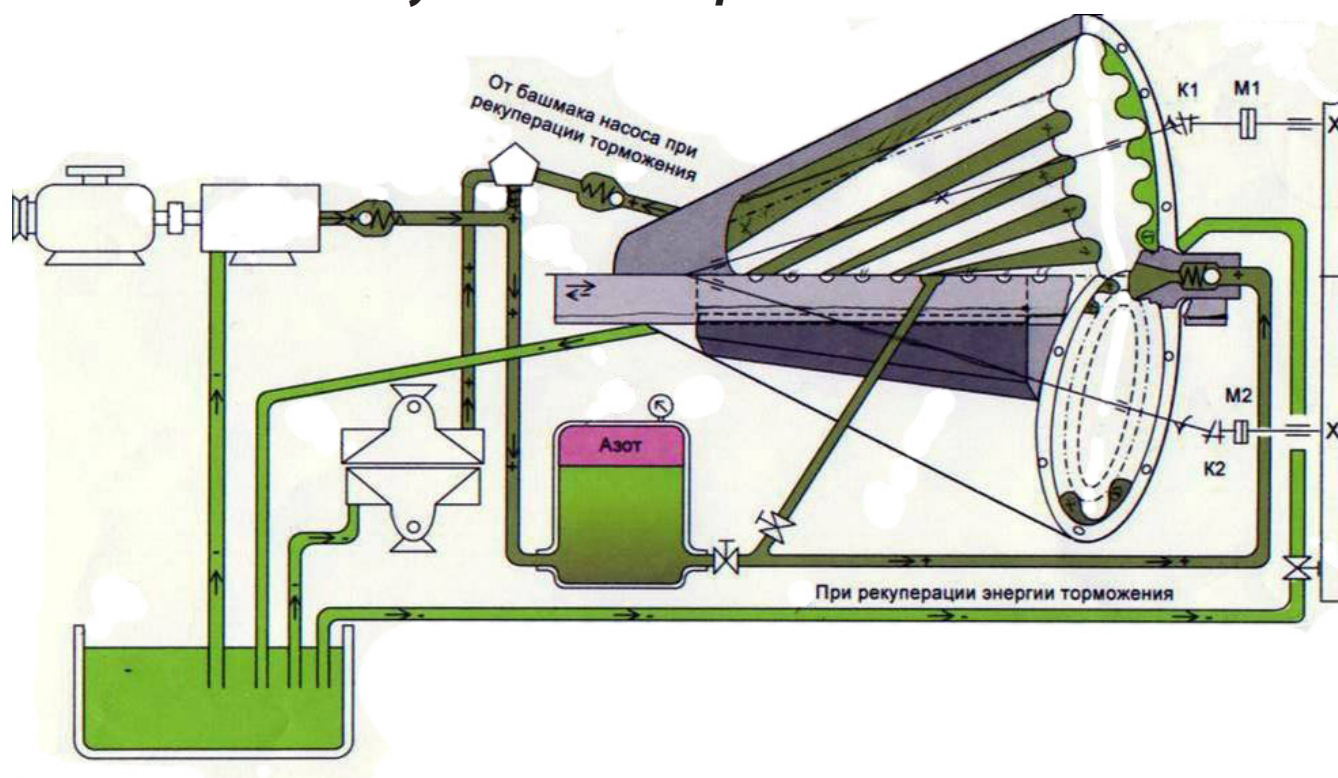 От башмака насоса при
рекуперации торможения
К1
М1
Азот
М2
К2
При рекуперации энергии торможения